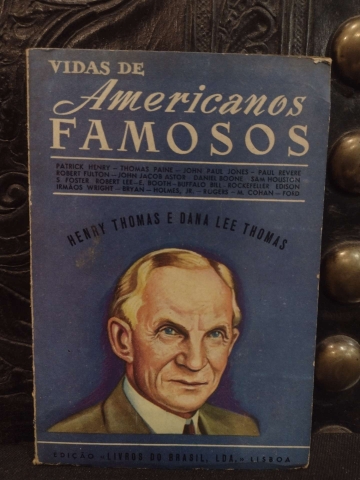 VIDAS DE
Americanos
FAMOSOS
PATRICK HENRY – THOMAS PAINE – JOHN PAUL JONES – PAUL REVERE
ROBERT FULTON – JOHN JACOB ASTOR – DANIEL BOONE – SAM HOUSTON
S. FOSTER – ROBERT LEE – E. BOOTH – BUFFALO BILL – ROCKEFELLER – EDISON
IRMÃOS WRIGHT – BRYAN – HOLMES, JR. – RUGERS – M. COHAN – FORD
HENRY THOMAS E DANA LEE THOMAS
EDIÇÃO «LIVROS DO BRASIL, LDA.» LISBOA